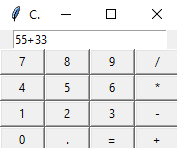 C.
55+33
7 8 9 /
4 5 6 *
1 2 3 -
0 . = +